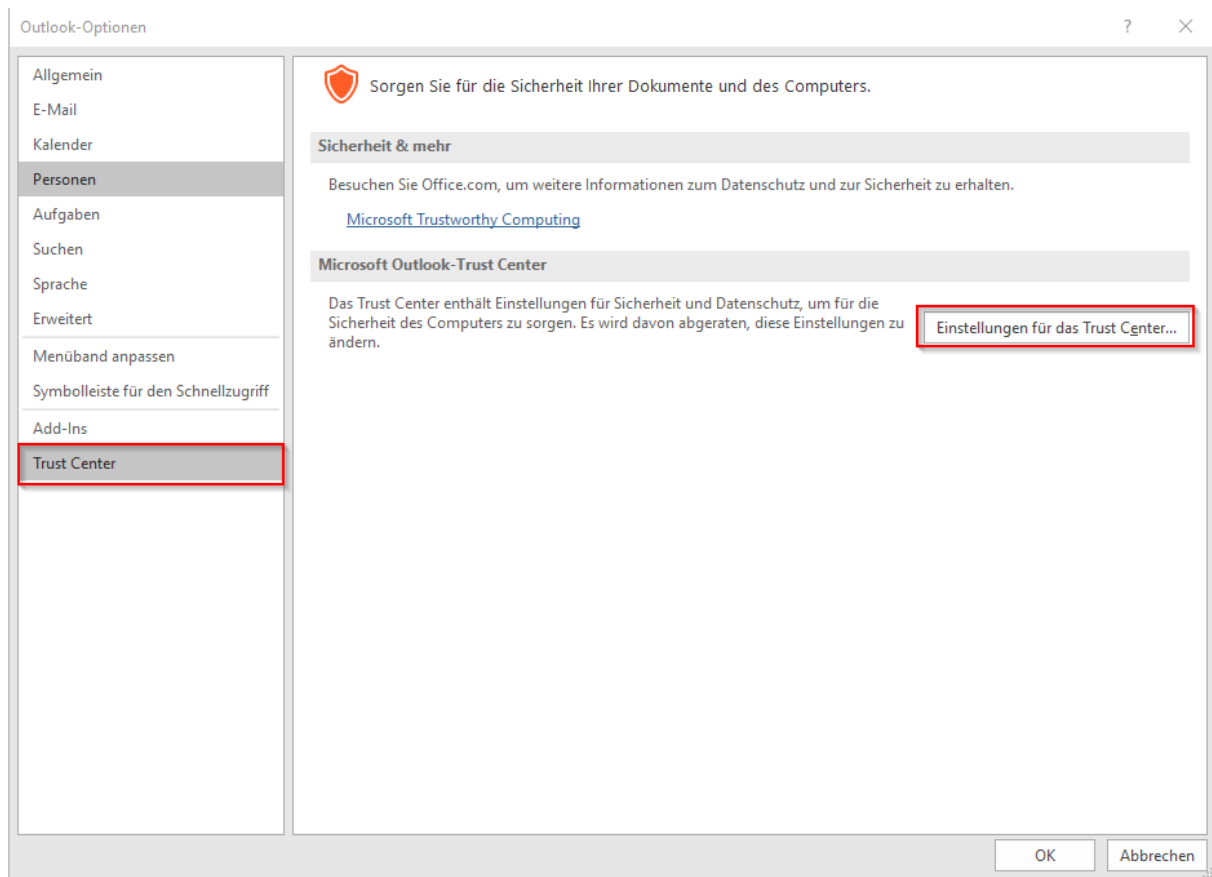 Outlook-Optionen
?
Allgemein
E-Mail
Kalender
Personen
Aufgaben
Suchen
Sprache
Erweitert
Menüband anpassen
Symbolleiste für den Schnellzugriff
Add-Ins
Trust Center
Sorgen Sie für die Sicherheit Ihrer Dokumente und des Computers.
Sicherheit & mehr
Besuchen Sie Office.com, um weitere Informationen zum Datenschutz und zur Sicherheit zu erhalten.
Microsoft Trustworthy Computing
Microsoft Outlook-Trust Center
Das Trust Center enthält Einstellungen für Sicherheit und Datenschutz, um für die
Sicherheit des Computers zu sorgen. Es wird davon abgeraten, diese Einstellungen zu
ändern.
Einstellungen für das Trust Center...
OK
Abbrechen